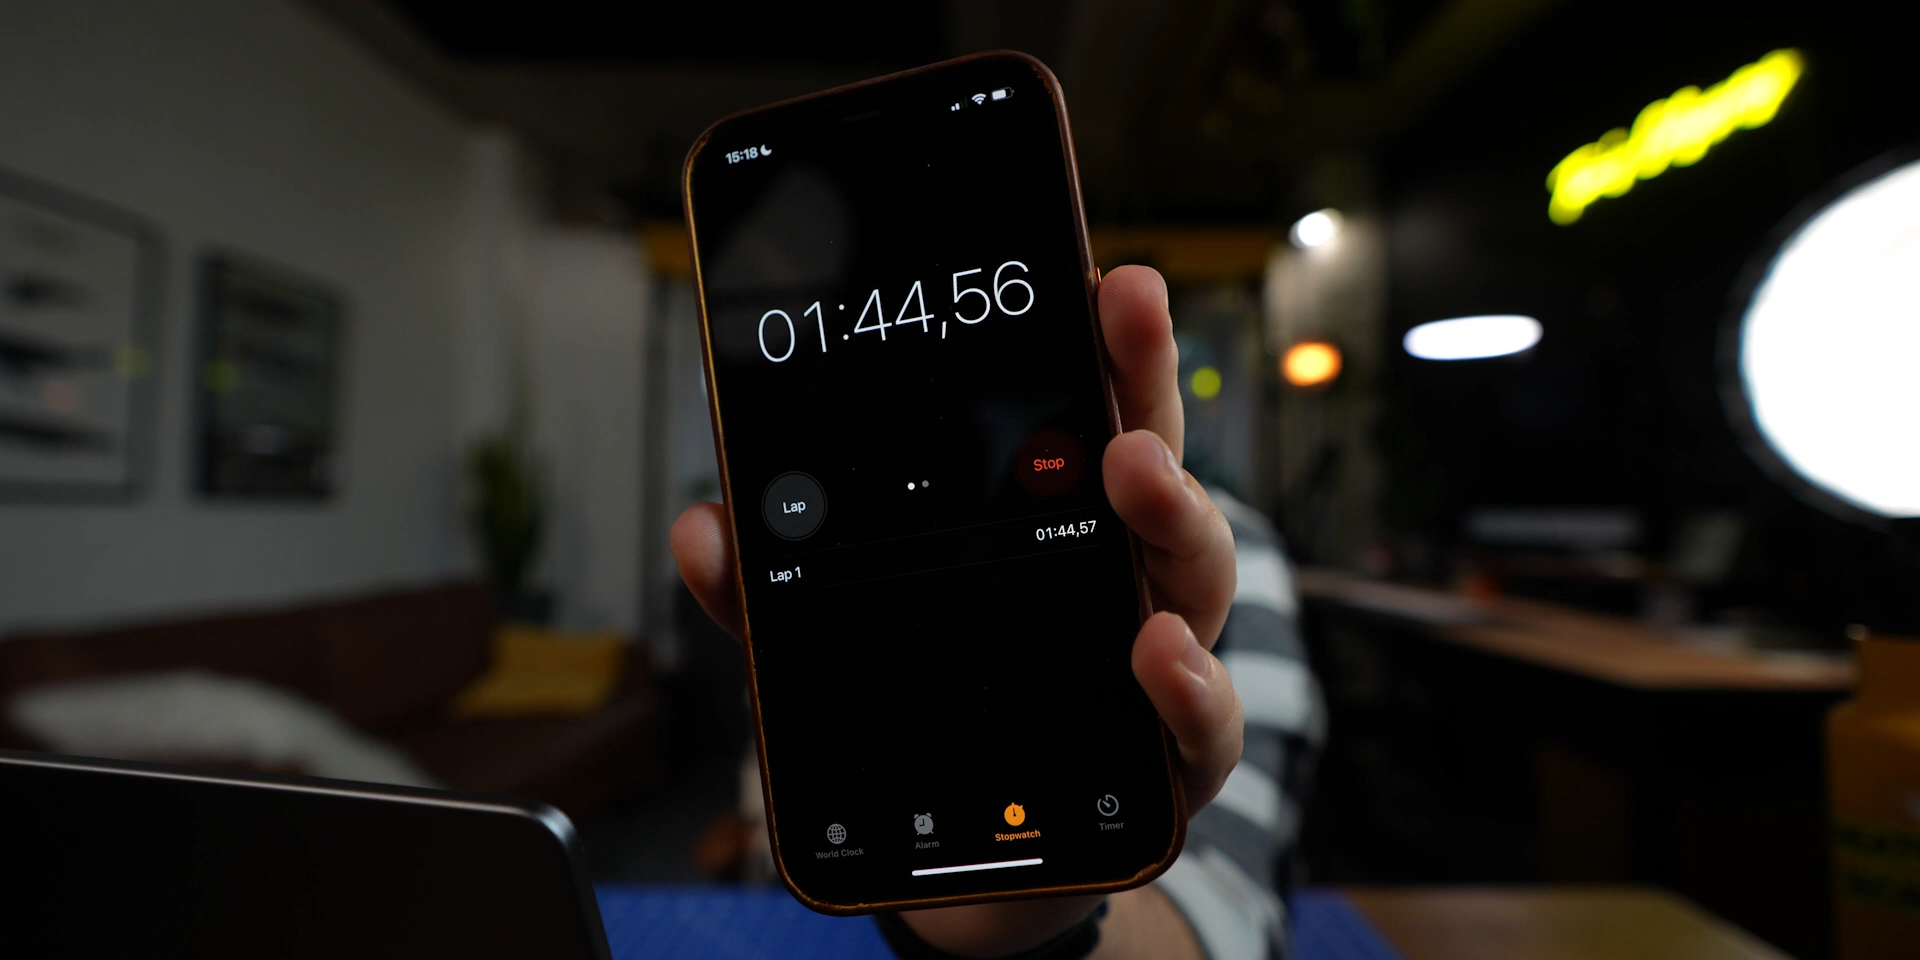 15:18
01:44,56
Lap
Stop
Lap 1 01:44,57
World Clock Alarm Stopwatch Timer